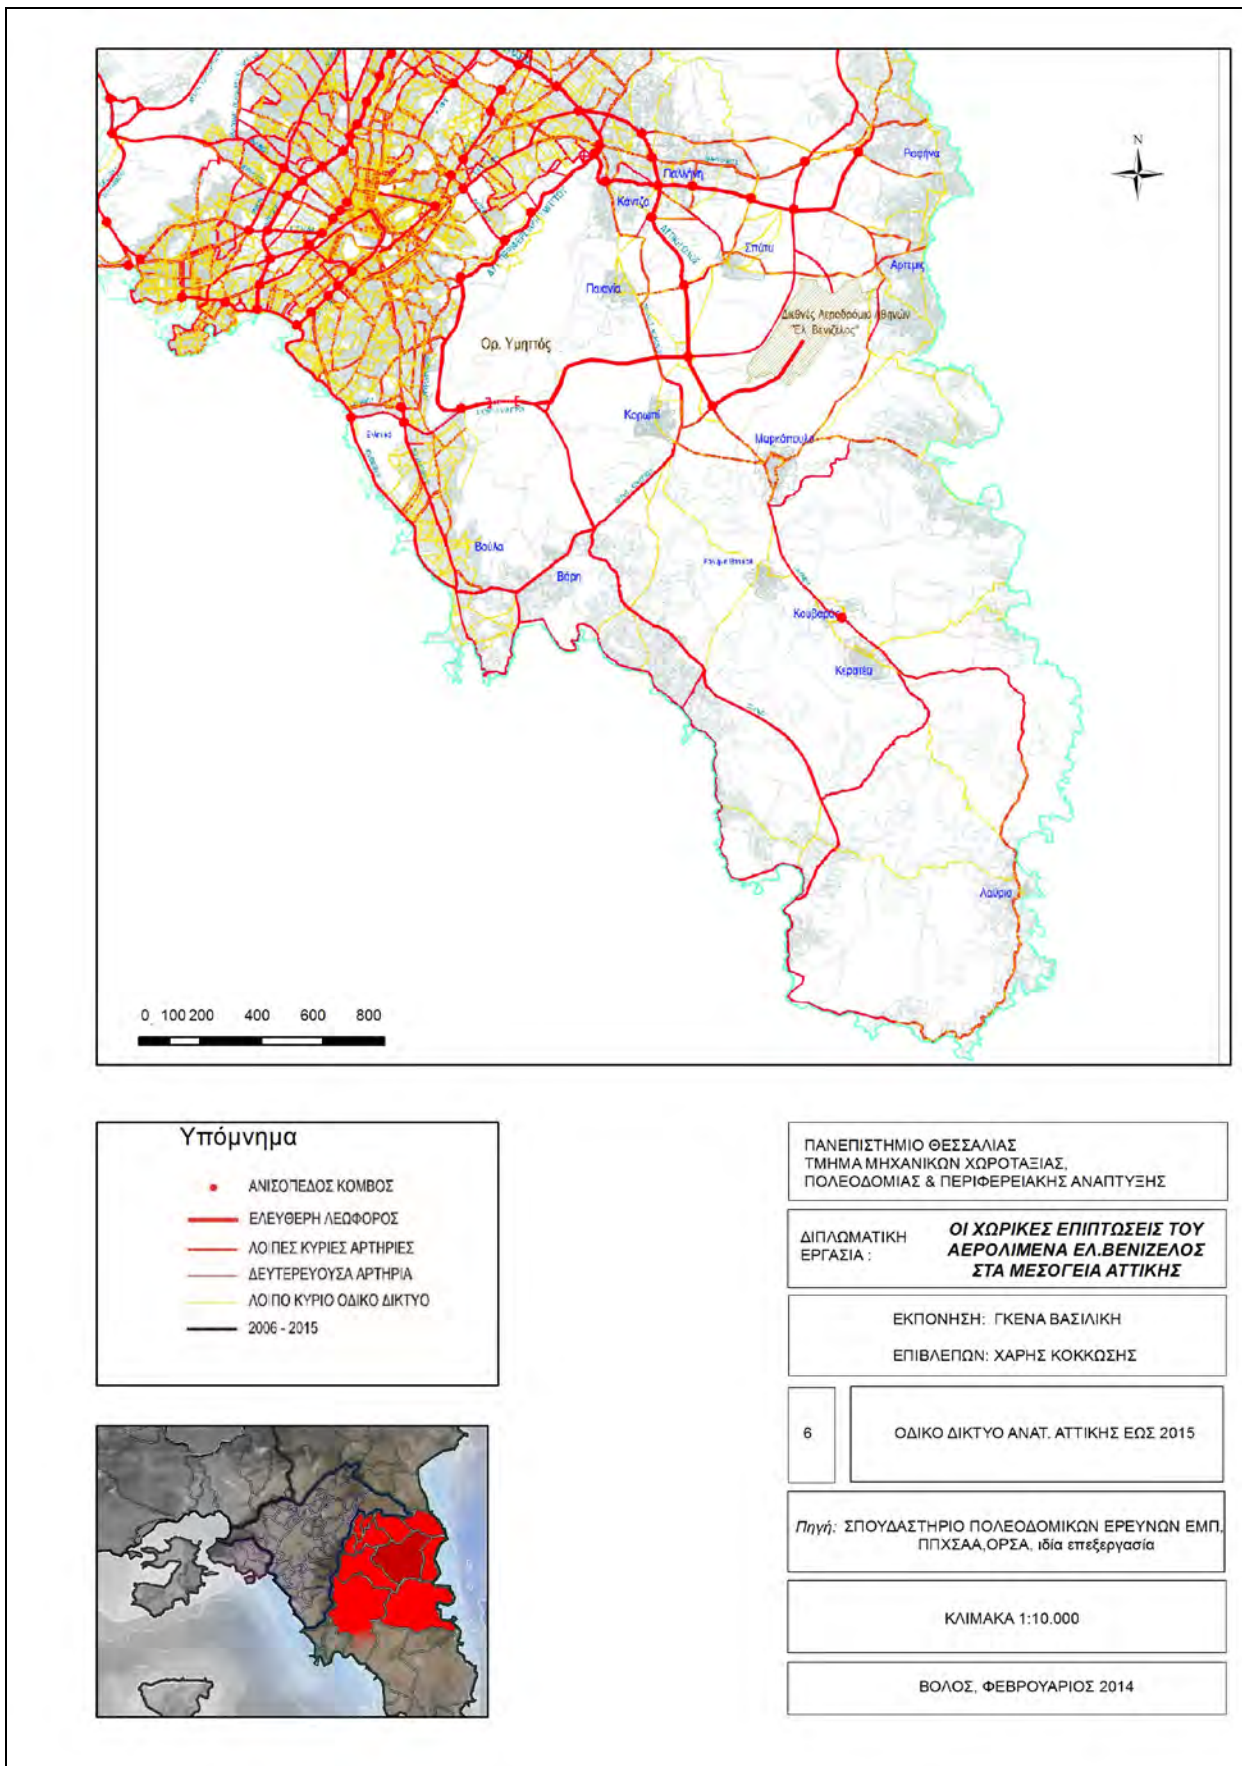 N
Ραφήνα
Παλλήνη
Κάντζα
Σπάτα
Αρτεμις
Παιανία
Διεθνές Αεροδρόμιο Αθηνών
"Ελ. Βενιζέλος"
Ορ. Υμηττός
Κορωπί
Μαρκόπουλο
Βούλα
Βάρη
Κουβαράς
Κερατέα
Λαύριο
0 100 200 400 600 800
Υπόμνημα
ΑΝΙΣΟΠΕΔΟΣ ΚΟΜΒΟΣ
ΕΛΕΥΘΕΡΗ ΛΕΩΦΟΡΟΣ
ΛΟΙΠΕΣ ΚΥΡΙΕΣ ΑΡΤΗΡΙΕΣ
ΔΕΥΤΕΡΕΥΟΥΣΑ ΑΡΤΗΡΙΑ
ΛΟΙΠΟ ΚΥΡΙΟ ΟΔΙΚΟ ΔΙΚΤΥΟ
2006 - 2015
ΠΑΝΕΠΙΣΤΗΜΙΟ ΘΕΣΣΑΛΙΑΣ
ΤΜΗΜΑ ΜΗΧΑΝΙΚΩΝ ΧΩΡΟΤΑΞΙΑΣ,
ΠΟΛΕΟΔΟΜΙΑΣ & ΠΕΡΙΦΕΡΕΙΑΚΗΣ ΑΝΑΠΤΥΞΗΣ
ΔΙΠΛΩΜΑΤΙΚΗ
ΕΡΓΑΣΙΑ :
ΟΙ ΧΩΡΙΚΕΣ ΕΠΙΠΤΩΣΕΙΣ ΤΟΥ
ΑΕΡΟΛΙΜΕΝΑ ΕΛ.ΒΕΝΙΖΕΛΟΣ
ΣΤΑ ΜΕΣΟΓΕΙΑ ΑΤΤΙΚΗΣ
ΕΚΠΟΝΗΣΗ: ΓΚΕΝΑ ΒΑΣΙΛΙΚΗ
ΕΠΙΒΛΕΠΩΝ: ΧΑΡΗΣ ΚΟΚΚΩΣΗΣ
6
ΟΔΙΚΟ ΔΙΚΤΥΟ ΑΝΑΤ. ΑΤΤΙΚΗΣ ΕΩΣ 2015
Πηγή: ΣΠΟΥΔΑΣΤΗΡΙΟ ΠΟΛΕΟΔΟΜΙΚΩΝ ΕΡΕΥΝΩΝ ΕΜΠ,
ΠΠΧΣΑΑ,ΟΡΣΑ, ιδία επεξεργασία
ΚΛΙΜΑΚΑ 1:10.000
ΒΟΛΟΣ, ΦΕΒΡΟΥΑΡΙΟΣ 2014